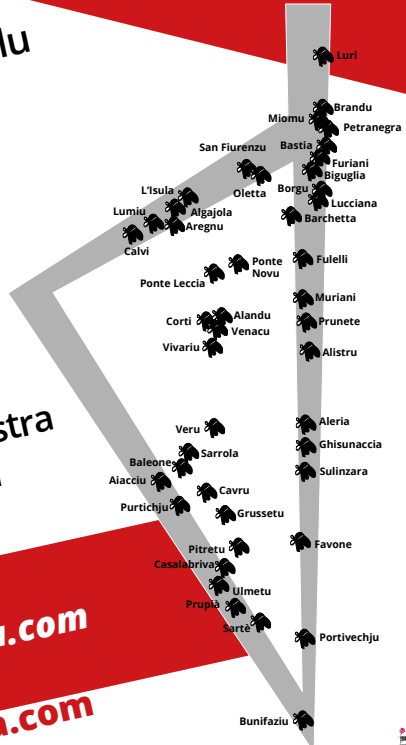 lu
Luri
Brandu
Miomu
Petranegra
San Fiurenzu
Bastia
Furiani
Biguglia
Oletta
Borgu
L'Isula
Lucciana
Lumiu
Algajola
Barchetta
Aregnu
Calvi
Fulelli
Ponte
Novu
Ponte Leccia
Muriani
Alandu
Corti
Prunete
Venacu
Vivariu
Alistru
stra
Aleria
Veru
Ghisunaccia
Sarrola
Baleone
Sulinzara
Aiacciu
Cavru
Purtichju
Grussetu
Favone
Pitretu
Casalabriva
Ulmetu
Prupià
Sartè
Portivechju
u.com
a.com
Bunifaziu